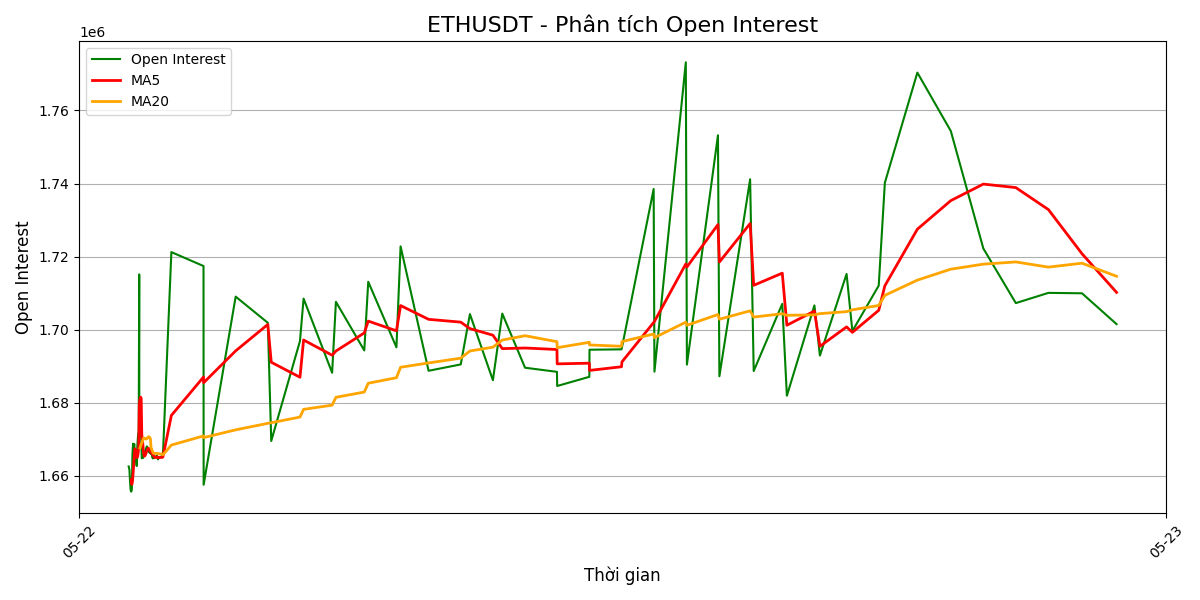 ETHUSDT - Phân tích Open Interest
1e6
Open Interest
MA5
MA20
1.76
1.74
1.72
1.70
1.68
1.66
Open Interest
05-22
05-23
Thời gian